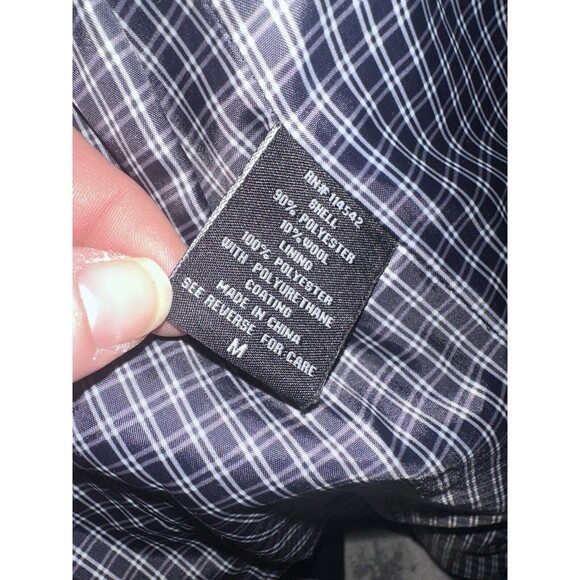 RN# 114542
SHELL
90% POLYESTER
10% WOOL
LINING
100% POLYESTER
WITH POLYURETHANE
COATING
MADE IN CHINA
SEE REVERSE FOR CARE
M